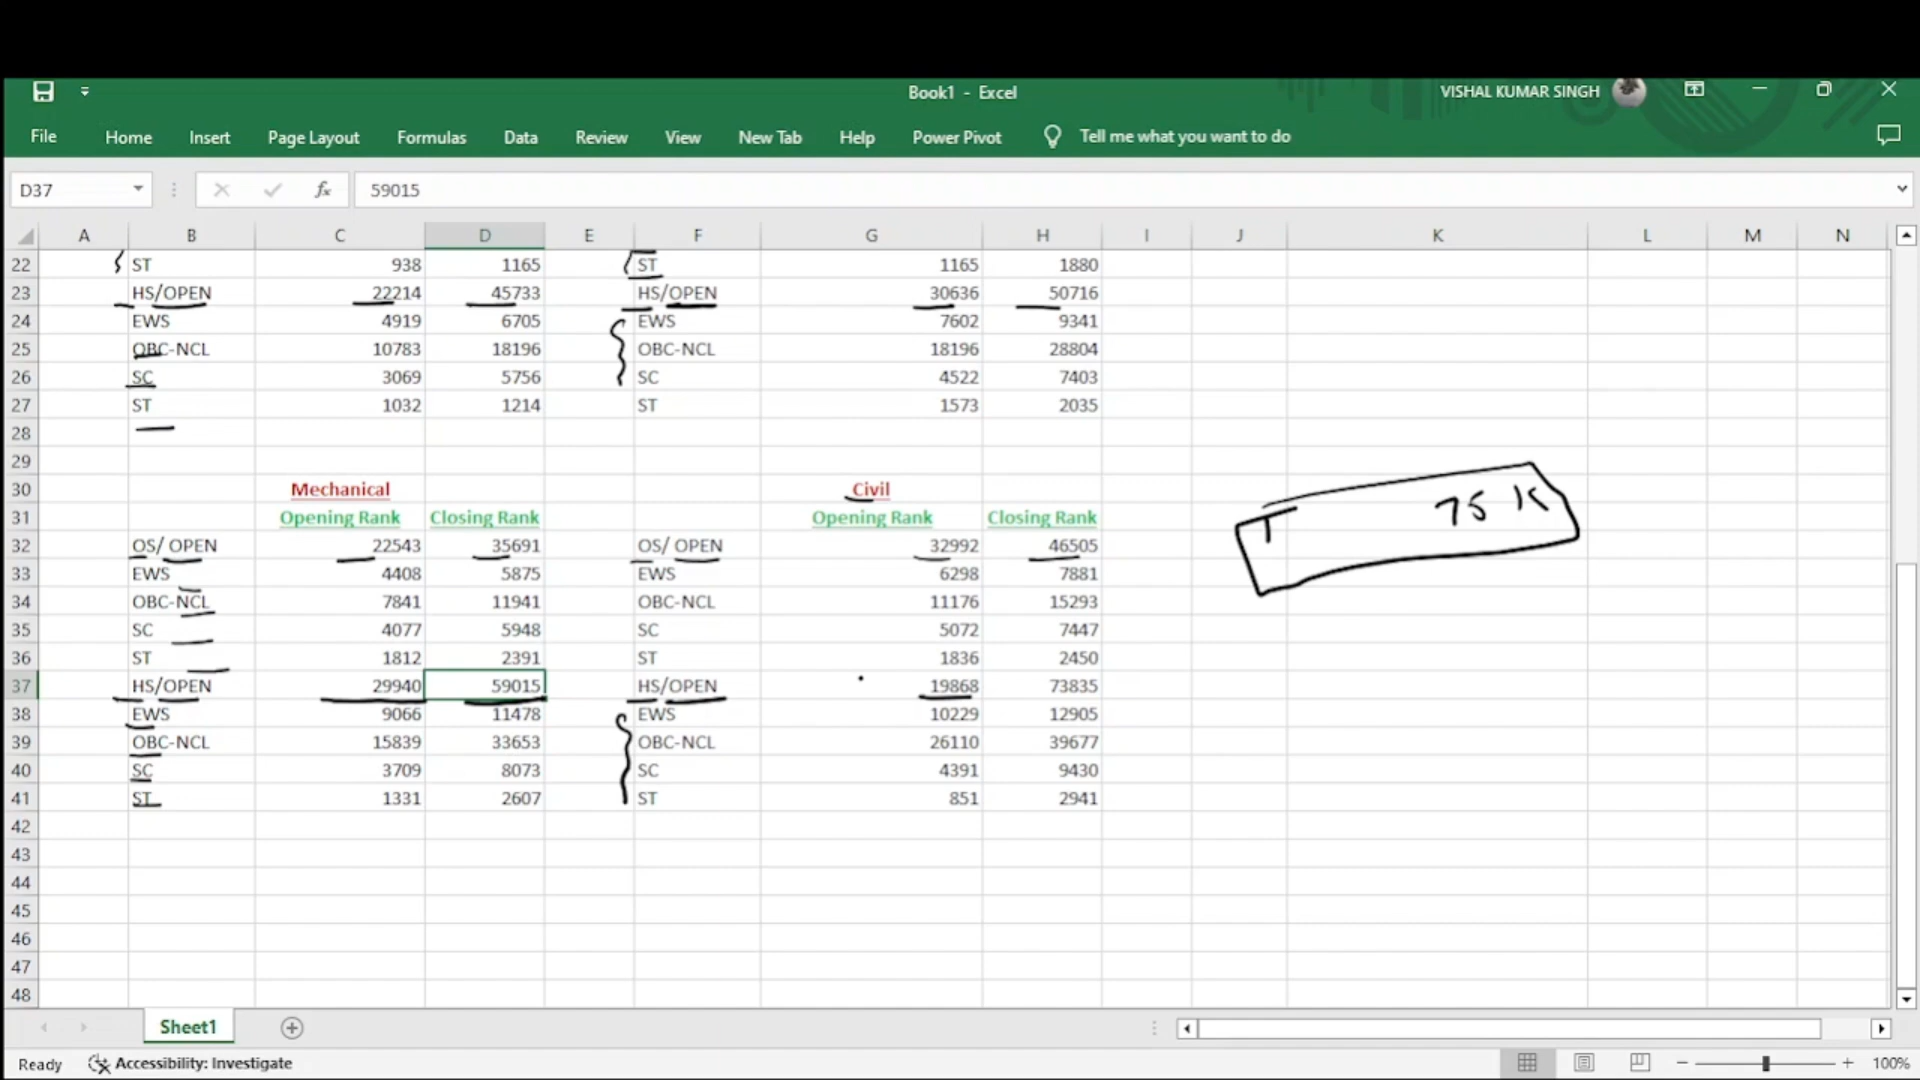 Book1 - Excel
VISHAL KUMAR SINGH
File Home Insert Page Layout Formulas Data Review View New Tab Help Power Pivot Tell me what you want to do
D37 fx 59015
A B C D E F G H I J K L M N
22 ST 938 1165 ST 1165 1880
23 HS/OPEN 22214 45733 HS/OPEN 30636 50716
24 EWS 4919 6705 EWS 7602 9341
25 OBC-NCL 10783 18196 OBC-NCL 18196 28804
26 SC 3069 5756 SC 4522 7403
27 ST 1032 1214 ST 1573 2035
28
29
30 Mechanical Civil
31 Opening Rank Closing Rank Opening Rank Closing Rank
T 75 K
32 OS/ OPEN 22543 35691 OS/ OPEN 32992 46505
33 EWS 4408 5875 EWS 6298 7881
34 OBC-NCL 7841 11941 OBC-NCL 11176 15293
35 SC 4077 5948 SC 5072 7447
36 ST 1812 2391 ST 1836 2450
37 HS/OPEN 29940 59015 HS/OPEN 19868 73835
38 EWS 9066 11478 EWS 10229 12905
39 OBC-NCL 15839 33653 OBC-NCL 26110 39677
40 SC 3709 8073 SC 4391 9430
41 ST 1331 2607 ST 851 2941
42
43
44
45
46
47
48
Sheet1
Ready Accessibility: Investigate 100%